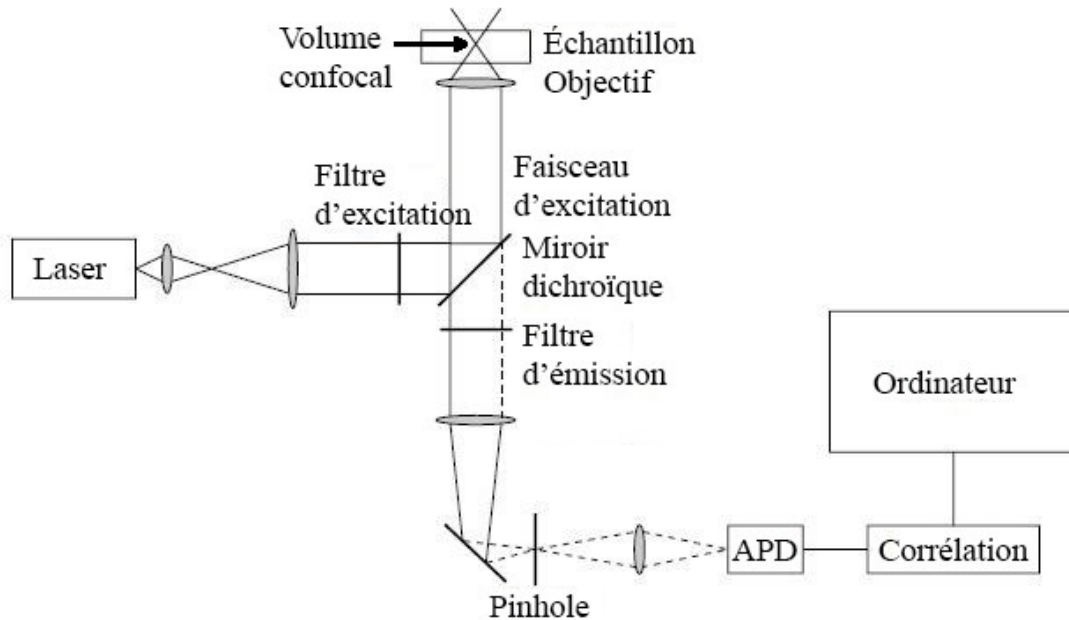 Volume
confocal
Échantillon
Objectif
Filtre
d'excitation
Faisceau
d'excitation
Miroir
dichroïque
Laser
Filtre
d'émission
Ordinateur
APD
Corrélation
Pinhole